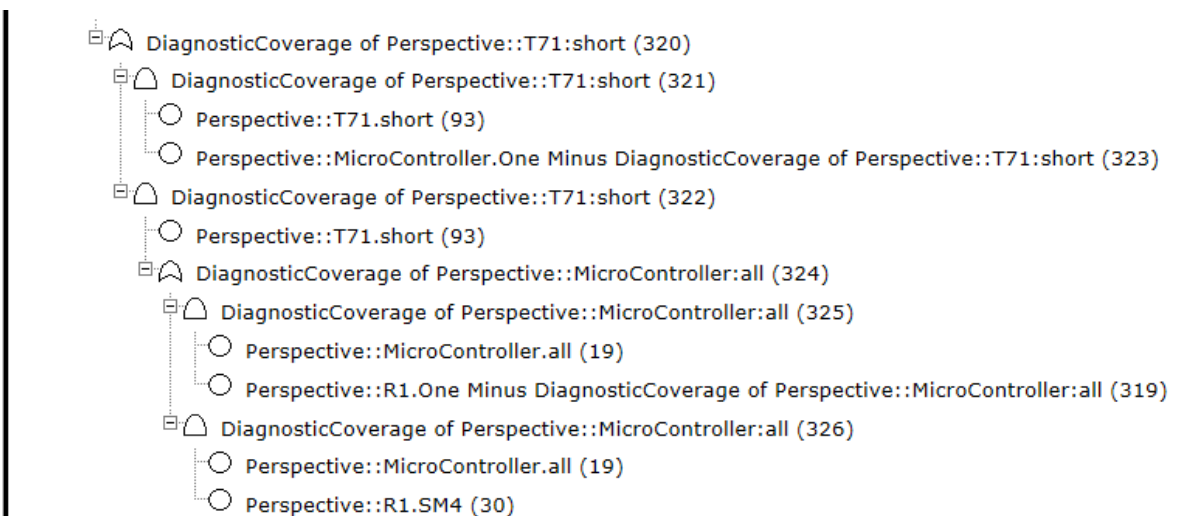 DiagnosticCoverage of Perspective::T71:short (320)
DiagnosticCoverage of Perspective::T71:short (321)
Perspective::T71.short (93)
Perspective::MicroController.One Minus DiagnosticCoverage of Perspective::T71:short (323)
DiagnosticCoverage of Perspective::T71:short (322)
Perspective::T71.short (93)
DiagnosticCoverage of Perspective::MicroController:all (324)
DiagnosticCoverage of Perspective::MicroController:all (325)
Perspective::MicroController.all (19)
Perspective::R1.One Minus DiagnosticCoverage of Perspective::MicroController:all (319)
DiagnosticCoverage of Perspective::MicroController:all (326)
Perspective::MicroController.all (19)
Perspective::R1.SM4 (30)